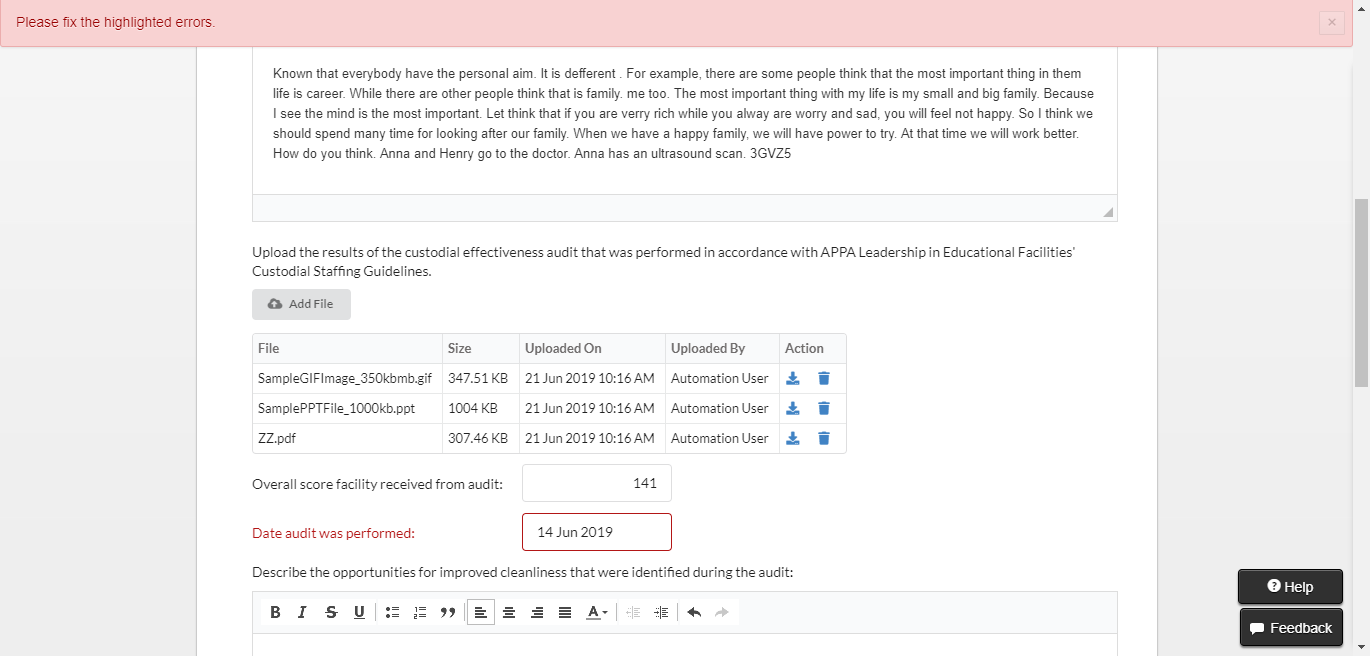 Please fix the highlighted errors.
Known that everybody have the personal aim. It is defferent . For example, there are some people think that the most important thing in them
life is career. While there are other people think that is family. me too. The most important thing with my life is my small and big family. Because
I see the mind is the most important. Let think that if you are verry rich while you alway are worry and sad, you will feel not happy. So I think we
should spend many time for looking after our family. When we have a happy family, we will have power to try. At that time we will work better.
How do you think. Anna and Henry go to the doctor. Anna has an ultrasound scan. 3GVZ5
Upload the results of the custodial effectiveness audit that was performed in accordance with APPA Leadership in Educational Facilities'
Custodial Staffing Guidelines.
Add File
File Size Uploaded On Uploaded By Action
SampleGIFImage_350kbmb.gif 347.51 KB 21 Jun 2019 10:16 AM Automation User
SamplePPTFile_1000kb.ppt 1004 KB 21 Jun 2019 10:16 AM Automation User
ZZ.pdf 307.46 KB 21 Jun 2019 10:16 AM Automation User
Overall score facility received from audit: 141
Date audit was performed: 14 Jun 2019
Describe the opportunities for improved cleanliness that were identified during the audit:
B I S U A
Help
Feedback